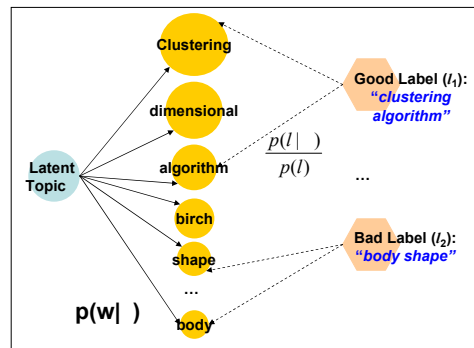 Clustering
dimensional
algorithm
birch
shape
...
body
Latent
Topic
p(w| )
p(l | )
p(l)
Good Label (l₁):
“clustering
algorithm”
...
Bad Label (l₂):
“body shape”